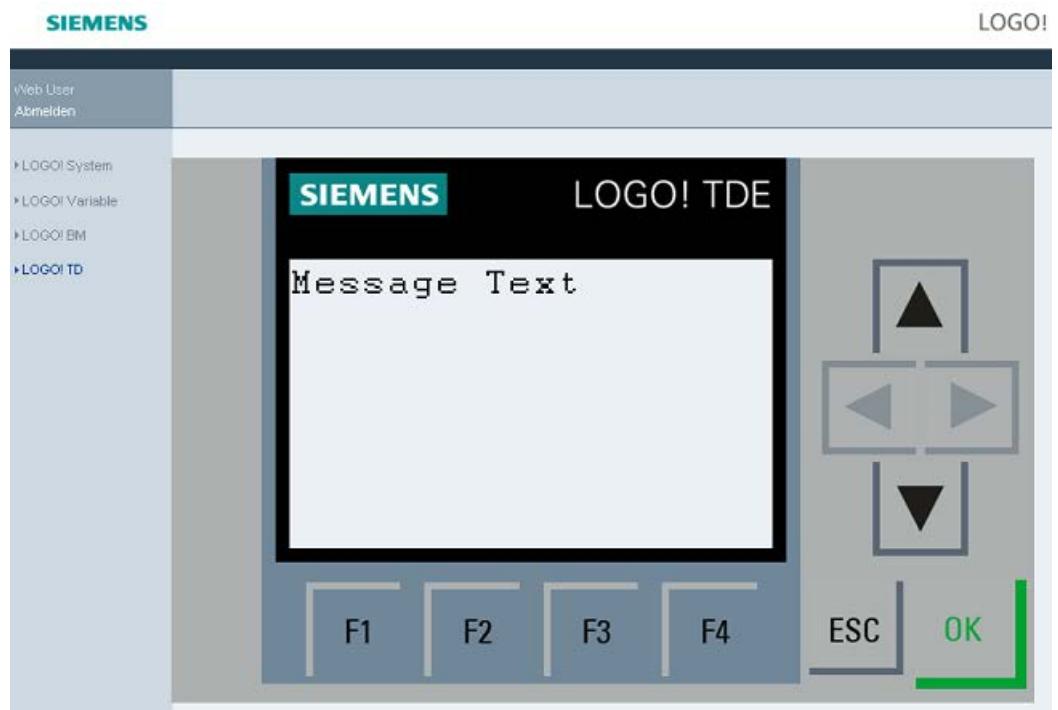 SIEMENS
LOGO!
Web User
Abmelden
LOGO! System
LOGO! Variable
LOGO! BM
LOGO! TD
SIEMENS
LOGO! TDE
Message Text
F1
F2
F3
F4
ESC
OK